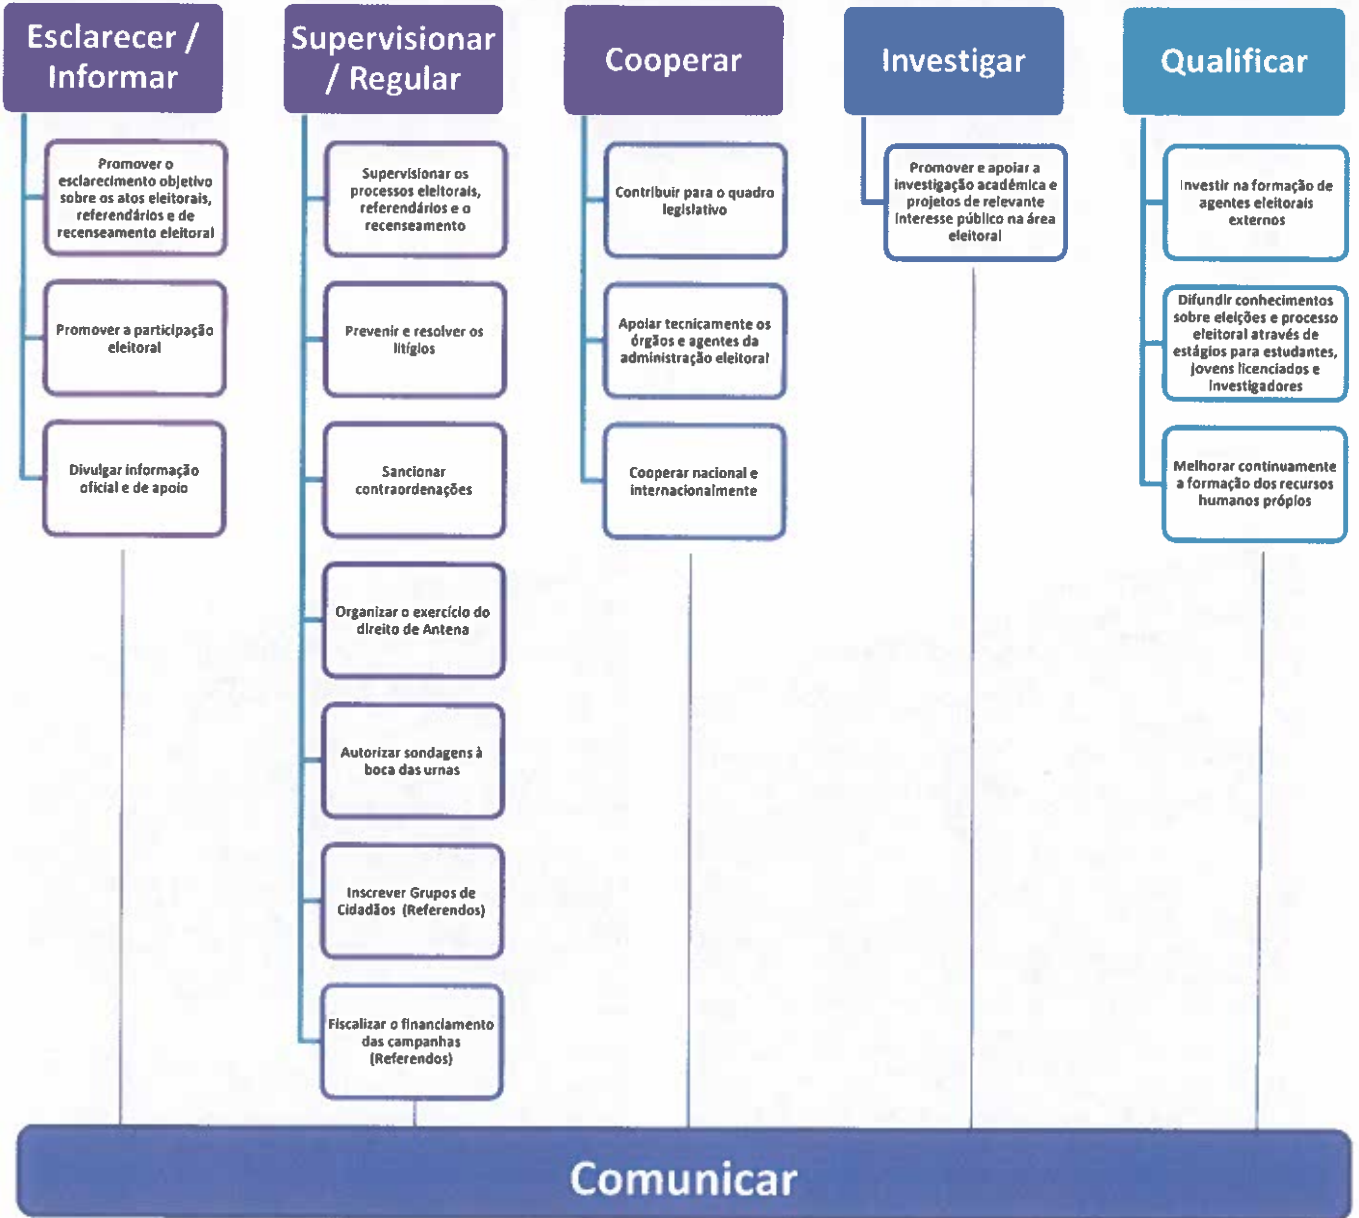 Esclarecer /
Informar
Promover o
esclarecimento objetivo
sobre os atos eleitorais,
referendários e de
recenseamento eleitoral
Promover a participação
eleitoral
Divulgar informação
oficial e de apoio
Supervisionar
/ Regular
Supervisionar os
processos eleitorais,
referendários e o
recenseamento
Prevenir e resolver os
litígios
Sancionar
contraordenações
Organizar o exercício do
direito de Antena
Autorizar sondagens à
boca das urnas
Inscrever Grupos de
Cidadãos (Referendos)
Fiscalizar o financiamento
das campanhas
(Referendos)
Cooperar
Contribuir para o quadro
legislativo
Apoiar tecnicamente os
órgãos e agentes da
administração eleitoral
Cooperar nacional e
internacionalmente
Investigar
Promover e apoiar a
investigação académica e
projetos de relevante
interesse público na área
eleitoral
Qualificar
Investir na formação de
agentes eleitorais
externos
Difundir conhecimentos
sobre eleições e processo
eleitoral através de
estágios para estudantes,
jovens licenciados e
investigadores
Melhorar continuamente
a formação dos recursos
humanos própios
Comunicar